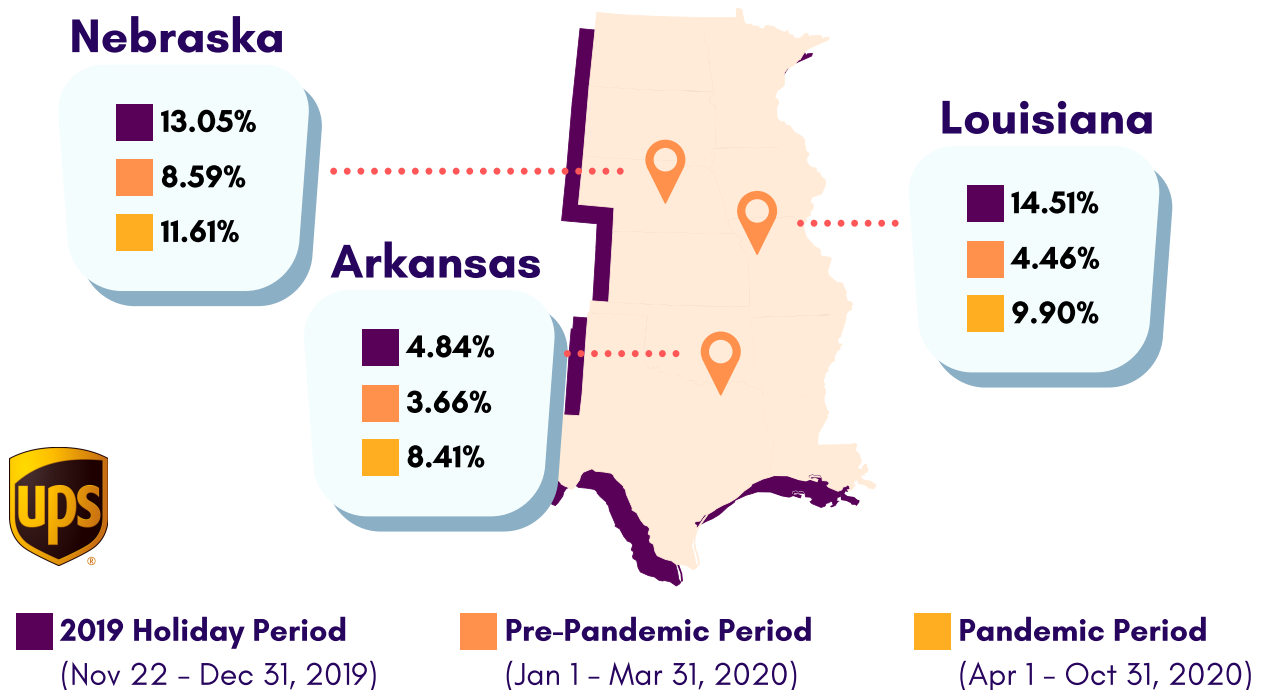 Nebraska
13.05%
8.59%
11.61%
Louisiana
14.51%
4.46%
9.90%
Arkansas
4.84%
3.66%
8.41%
ups
®
2019 Holiday Period
(Nov 22 - Dec 31, 2019)
Pre-Pandemic Period
(Jan 1 - Mar 31, 2020)
Pandemic Period
(Apr 1 - Oct 31, 2020)